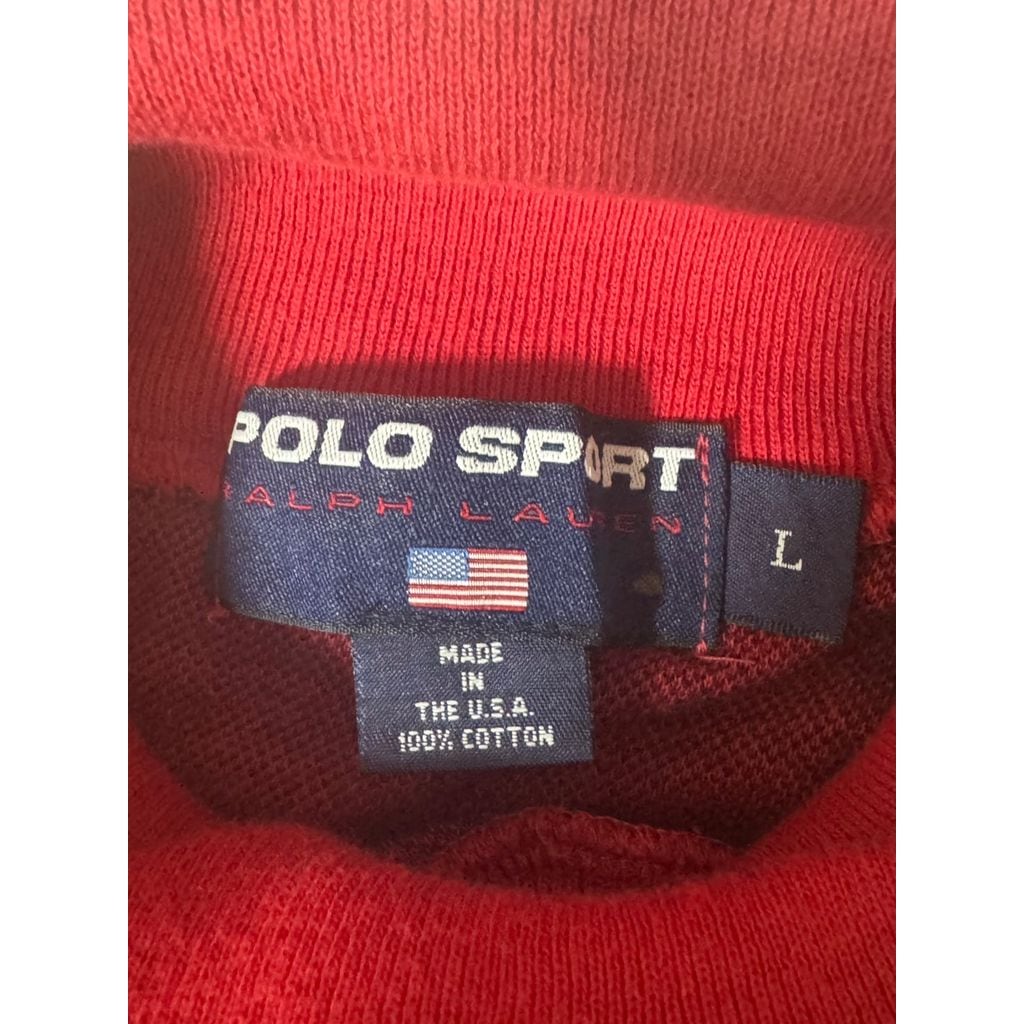 POLO SPORT
RALPH LAUREN
L
MADE
IN
THE U.S.A.
100% COTTON